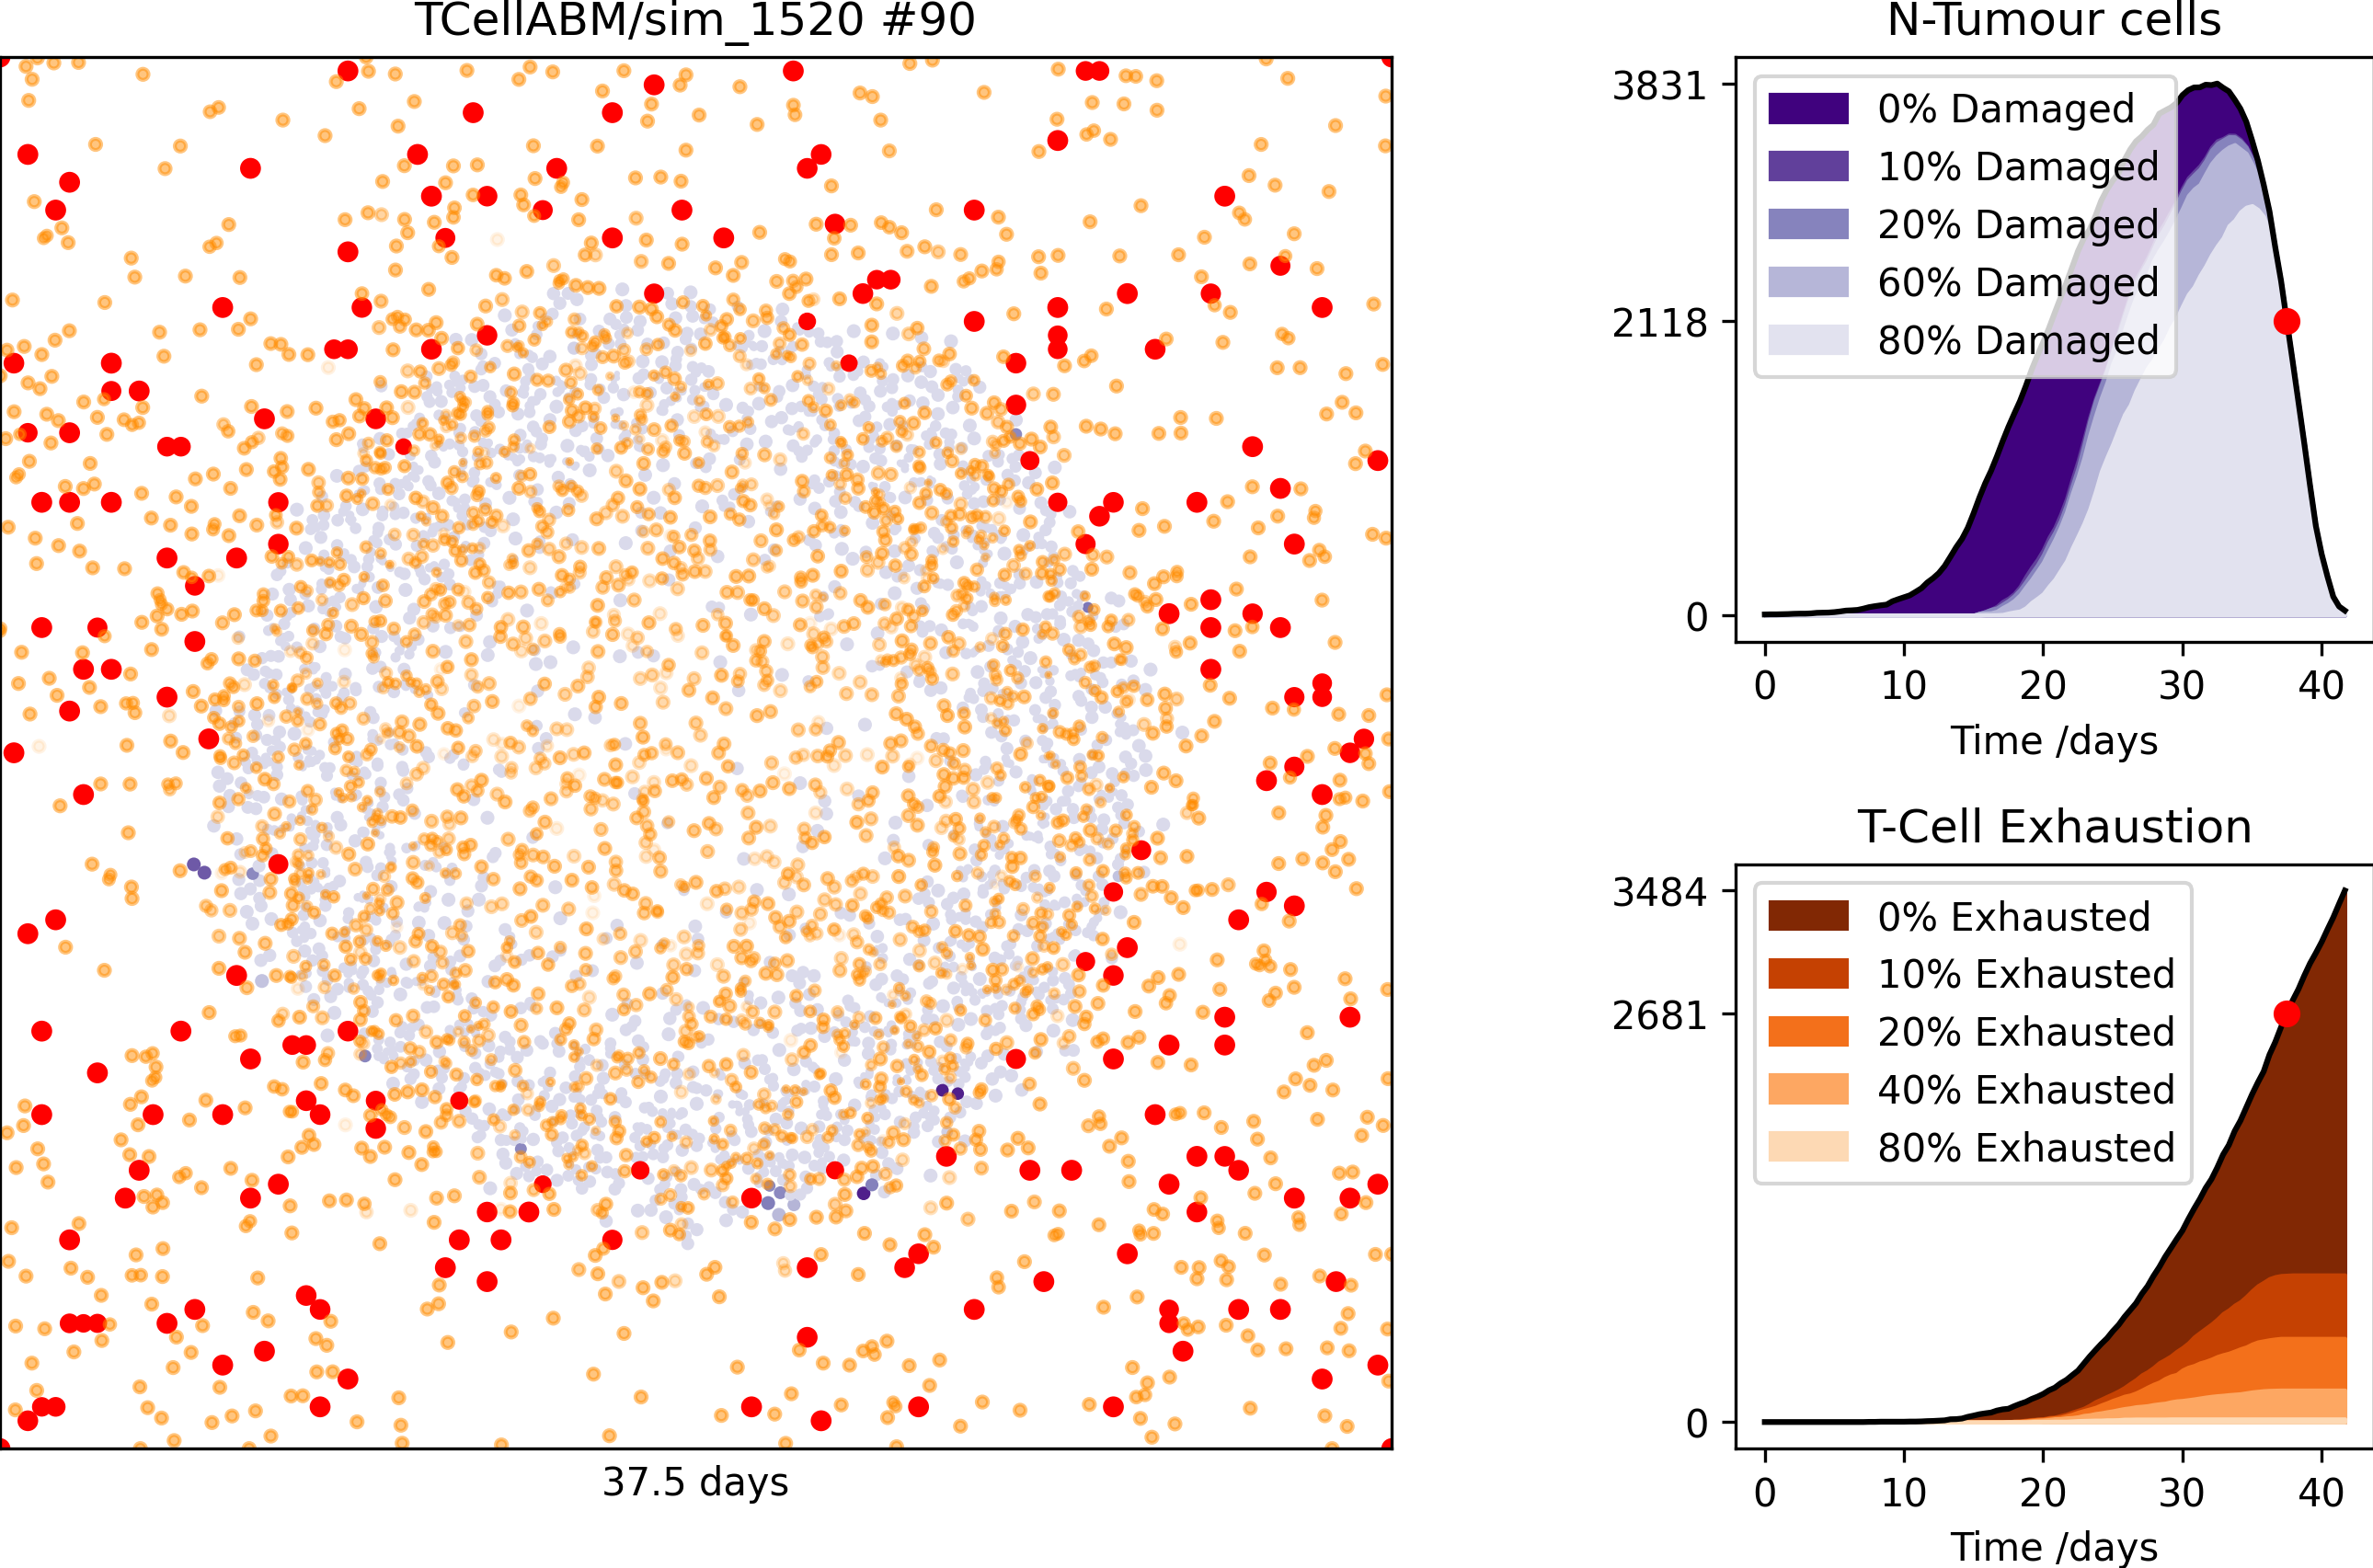 TCellABM/sim_1520 #90
37.5 days
N-Tumour cells
3831
2118
0
0% Damaged
10% Damaged
20% Damaged
60% Damaged
80% Damaged
0 10 20 30 40
Time /days
T-Cell Exhaustion
3484
2681
0
0% Exhausted
10% Exhausted
20% Exhausted
40% Exhausted
80% Exhausted
0 10 20 30 40
Time /days